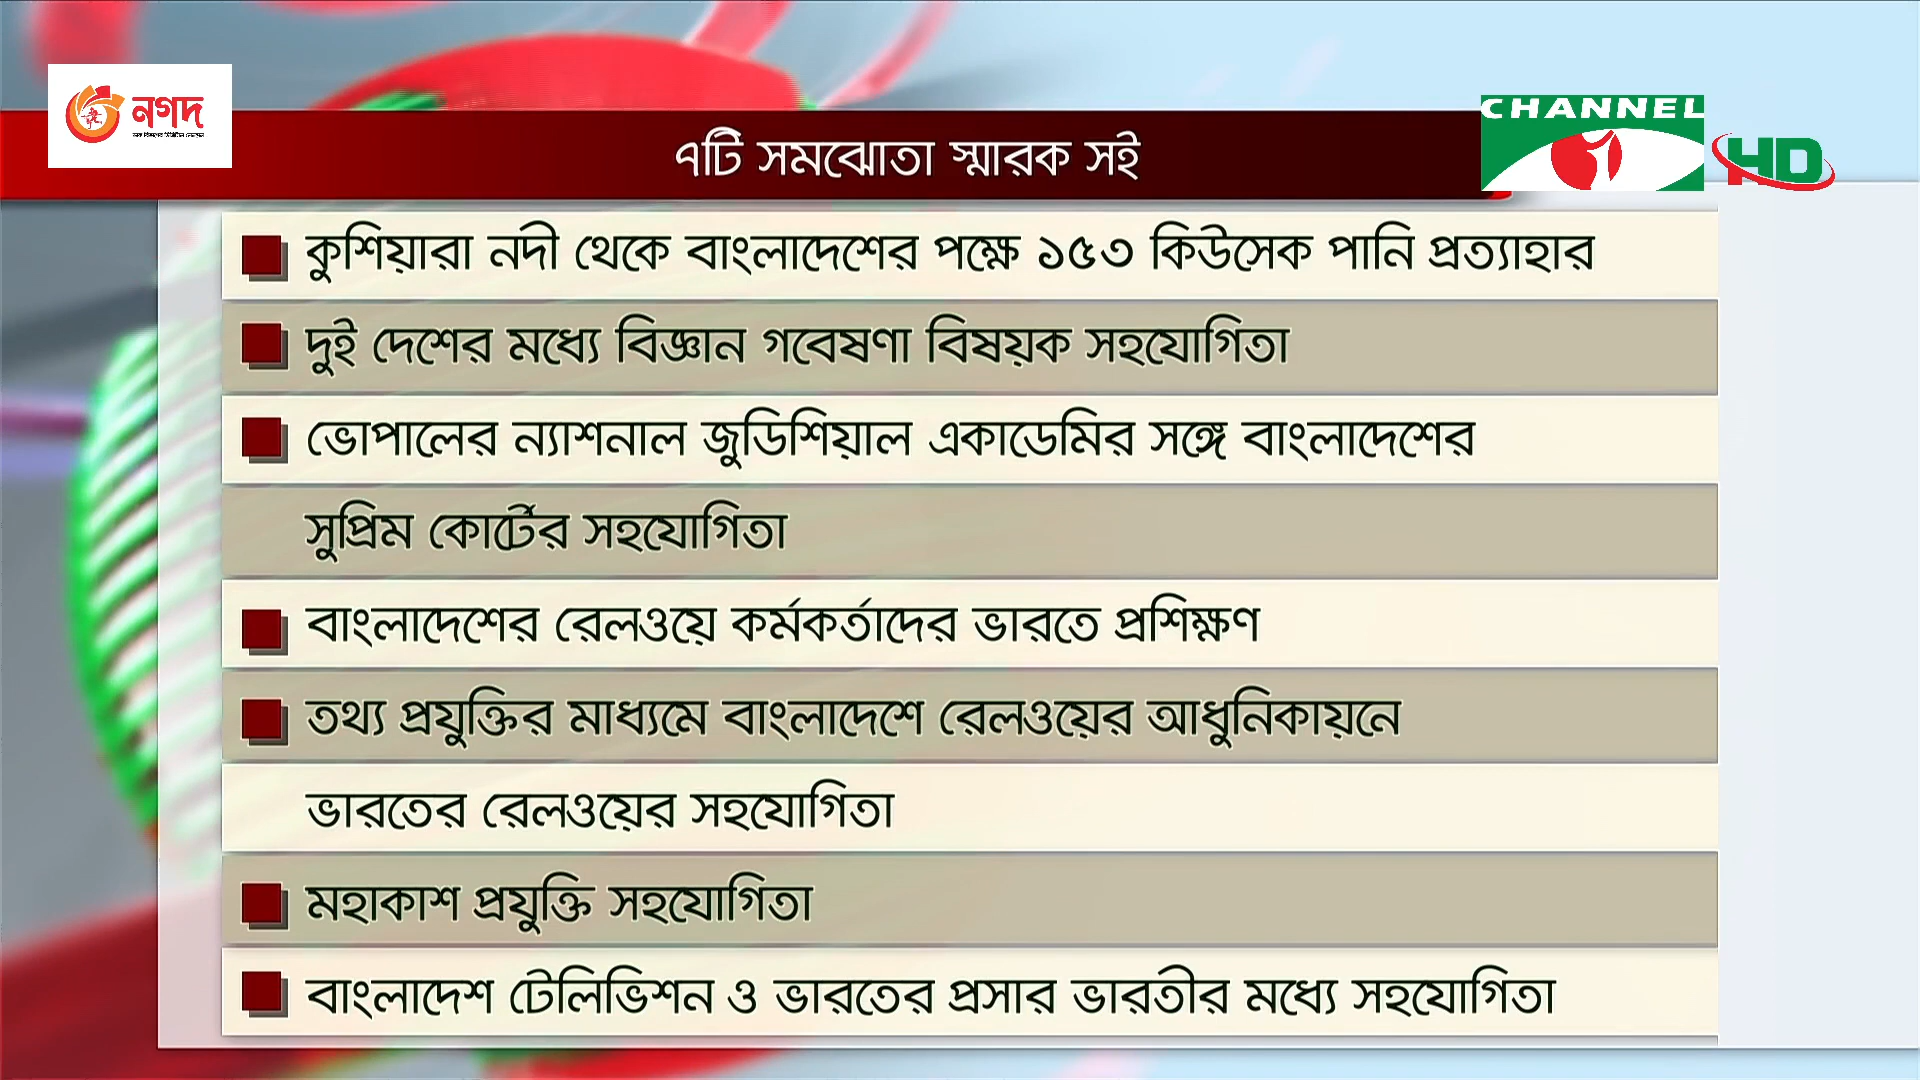 নগদ
CHANNEL
HD
৭টি সমঝোতা স্মারক সই
কুশিয়ারা নদী থেকে বাংলাদেশের পক্ষে ১৫৩ কিউসেক পানি প্রত্যাহার
দুই দেশের মধ্যে বিজ্ঞান গবেষণা বিষয়ক সহযোগিতা
ভোপালের ন্যাশনাল জুডিশিয়াল একাডেমির সঙ্গে বাংলাদেশের
সুপ্রিম কোর্টের সহযোগিতা
বাংলাদেশের রেলওয়ে কর্মকর্তাদের ভারতে প্রশিক্ষণ
তথ্য প্রযুক্তির মাধ্যমে বাংলাদেশে রেলওয়ের আধুনিকায়নে
ভারতের রেলওয়ের সহযোগিতা
মহাকাশ প্রযুক্তি সহযোগিতা
বাংলাদেশ টেলিভিশন ও ভারতের প্রসার ভারতীর মধ্যে সহযোগিতা